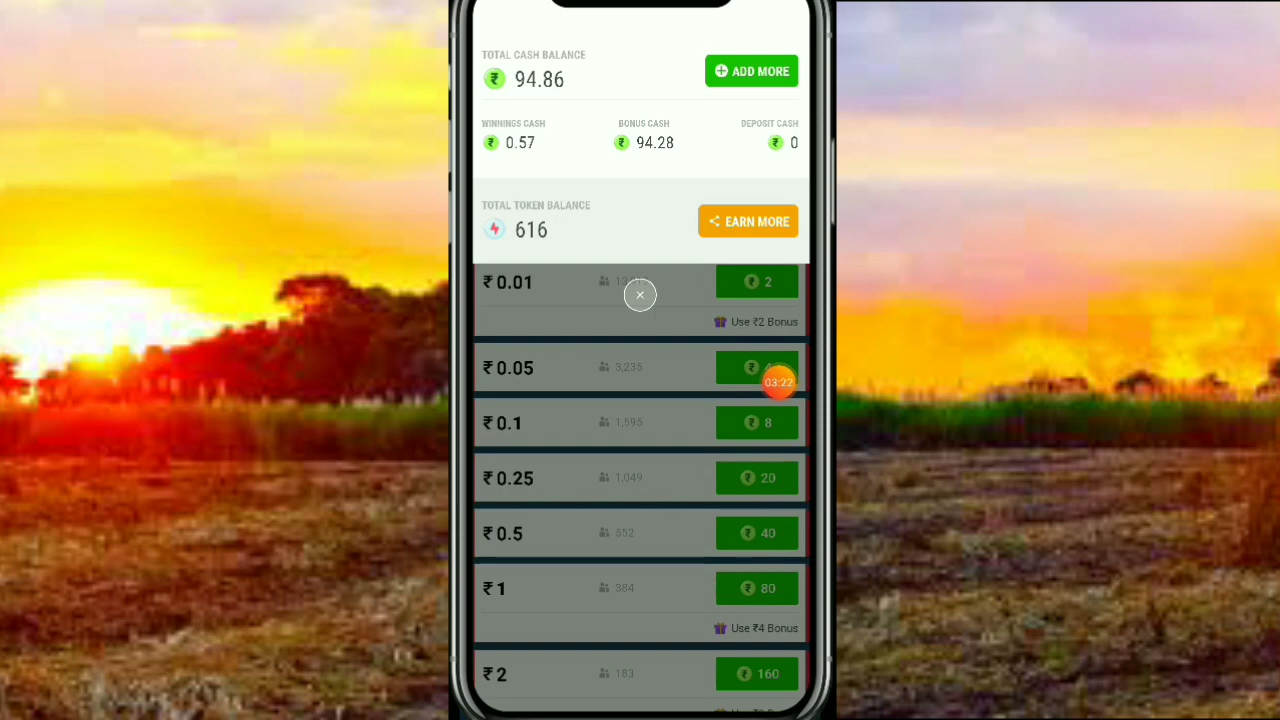 TOTAL CASH BALANCE
₹ 94.86
ADD MORE
WINNINGS CASH BONUS CASH DEPOSIT CASH
₹ 0.57 ₹ 94.28 ₹ 0
TOTAL TOKEN BALANCE
616
EARN MORE
₹ 0.01 ₹ 2
Use ₹2 Bonus
₹ 0.05 3,235 ₹
03:22
₹ 0.1 1,595 ₹ 8
₹ 0.25 1,049 ₹ 20
₹ 0.5 552 ₹ 40
₹ 1 384 ₹ 80
Use ₹4 Bonus
₹ 2 183 ₹ 160